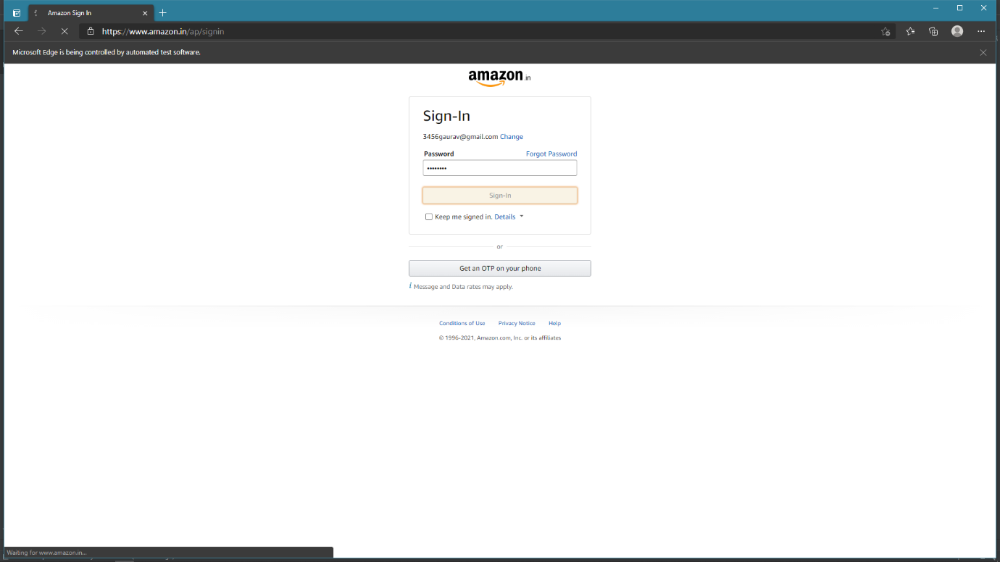 Amazon Sign In
https://www.amazon.in/ap/signin
Microsoft Edge is being controlled by automated test software.
amazon.in
Sign-In
3456gaurav@gmail.com Change
Password Forgot Password
••••••••
Sign-In
Keep me signed in. Details
or
Get an OTP on your phone
i Message and Data rates may apply.
Conditions of Use Privacy Notice Help
© 1996-2021, Amazon.com, Inc. or its affiliates
Waiting for www.amazon.in...